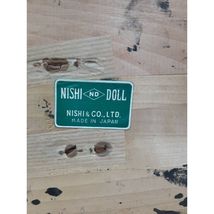 NISHI ND DOLL
NISHI & CO., LTD.
MADE IN JAPAN